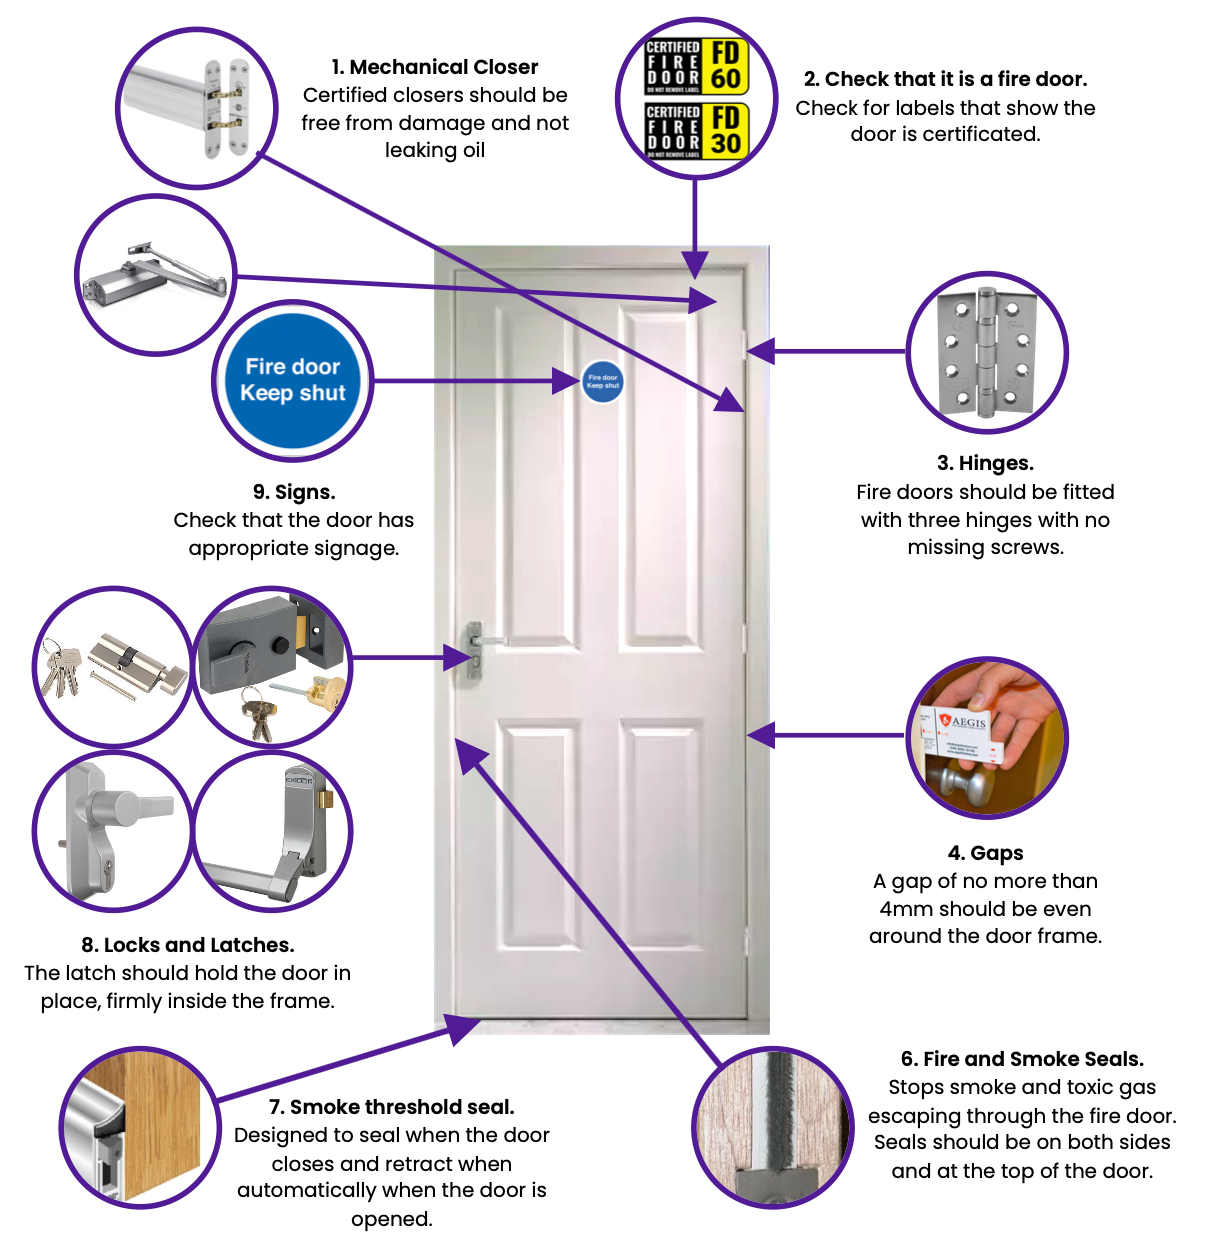 1. Mechanical Closer
Certified closers should be
free from damage and not
leaking oil
CERTIFIED
FIRE
DOOR
DO NOT REMOVE LABEL
FD
60
CERTIFIED
FIRE
DOOR
DO NOT REMOVE LABEL
FD
30
2. Check that it is a fire door.
Check for labels that show the
door is certificated.
Fire door
Keep shut
Fire door
Keep shut
3. Hinges.
Fire doors should be fitted
with three hinges with no
missing screws.
9. Signs.
Check that the door has
appropriate signage.
AEGIS
4. Gaps
A gap of no more than
4mm should be even
around the door frame.
8. Locks and Latches.
The latch should hold the door in
place, firmly inside the frame.
6. Fire and Smoke Seals.
Stops smoke and toxic gas
escaping through the fire door.
Seals should be on both sides
and at the top of the door.
7. Smoke threshold seal.
Designed to seal when the door
closes and retract when
automatically when the door is
opened.